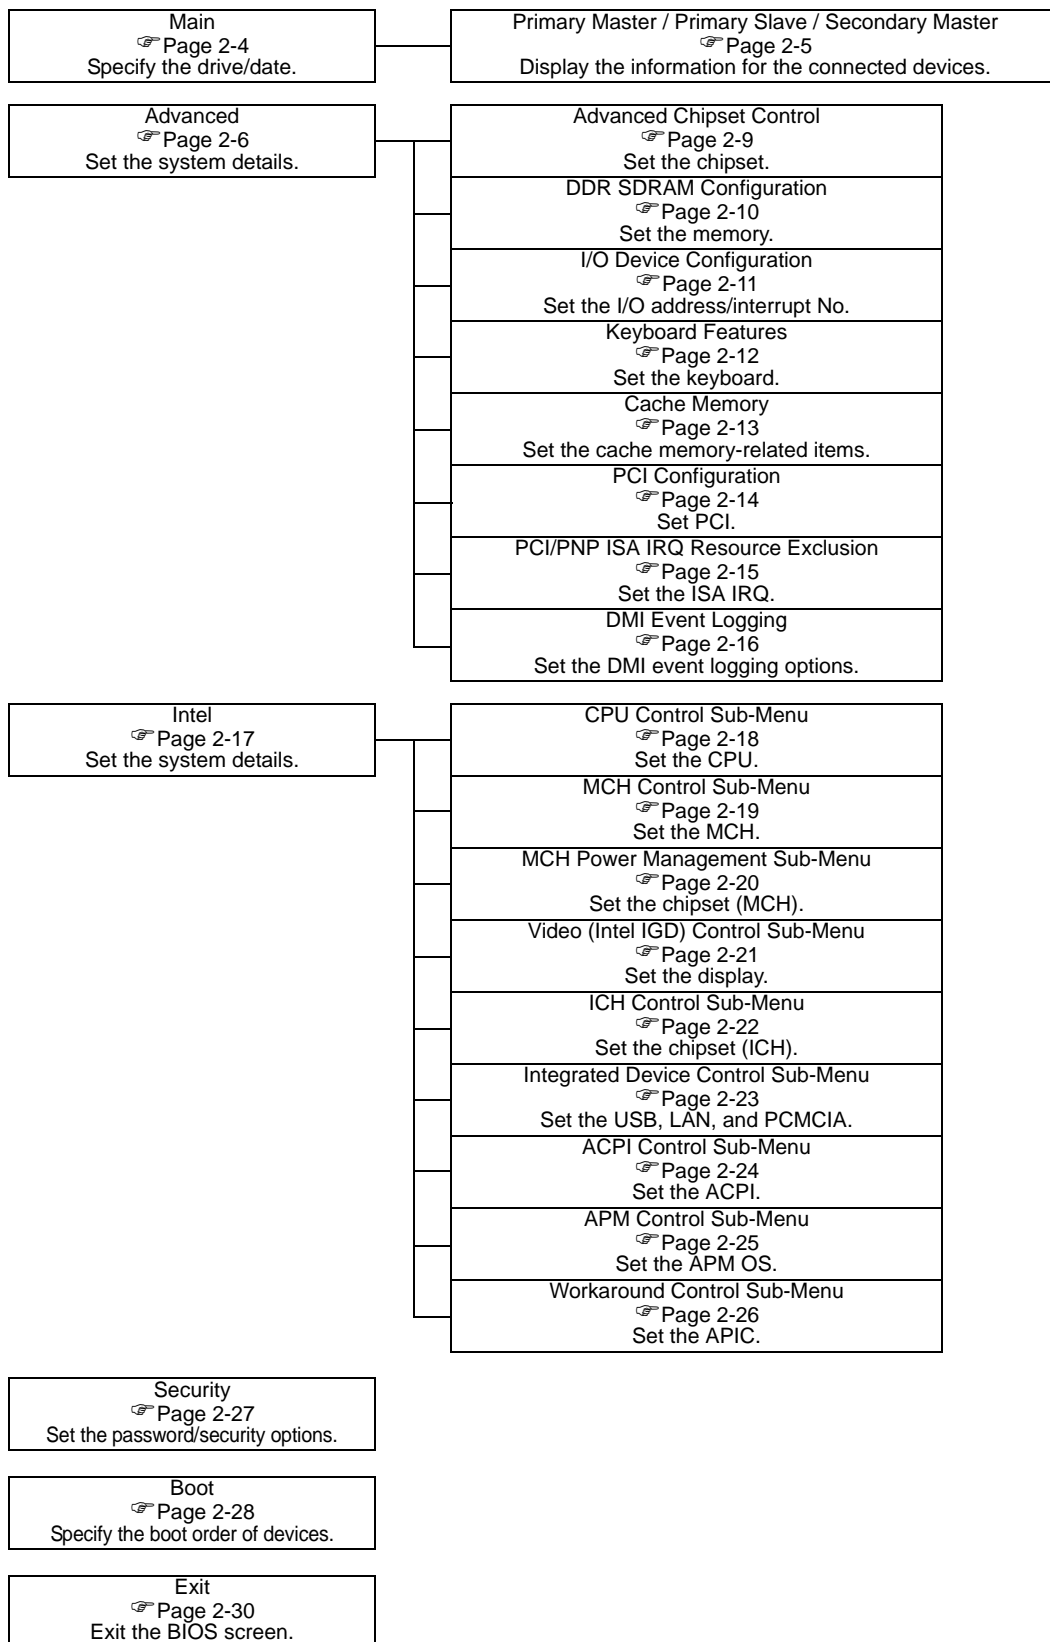 Main
☞Page 2-4
Specify the drive/date.
Primary Master / Primary Slave / Secondary Master
☞Page 2-5
Display the information for the connected devices.
Advanced
☞Page 2-6
Set the system details.
Advanced Chipset Control
☞Page 2-9
Set the chipset.
DDR SDRAM Configuration
☞Page 2-10
Set the memory.
I/O Device Configuration
☞Page 2-11
Set the I/O address/interrupt No.
Keyboard Features
☞Page 2-12
Set the keyboard.
Cache Memory
☞Page 2-13
Set the cache memory-related items.
PCI Configuration
☞Page 2-14
Set PCI.
PCI/PNP ISA IRQ Resource Exclusion
☞Page 2-15
Set the ISA IRQ.
DMI Event Logging
☞Page 2-16
Set the DMI event logging options.
Intel
☞Page 2-17
Set the system details.
CPU Control Sub-Menu
☞Page 2-18
Set the CPU.
MCH Control Sub-Menu
☞Page 2-19
Set the MCH.
MCH Power Management Sub-Menu
☞Page 2-20
Set the chipset (MCH).
Video (Intel IGD) Control Sub-Menu
☞Page 2-21
Set the display.
ICH Control Sub-Menu
☞Page 2-22
Set the chipset (ICH).
Integrated Device Control Sub-Menu
☞Page 2-23
Set the USB, LAN, and PCMCIA.
ACPI Control Sub-Menu
☞Page 2-24
Set the ACPI.
APM Control Sub-Menu
☞Page 2-25
Set the APM OS.
Workaround Control Sub-Menu
☞Page 2-26
Set the APIC.
Security
☞Page 2-27
Set the password/security options.
Boot
☞Page 2-28
Specify the boot order of devices.
Exit
☞Page 2-30
Exit the BIOS screen.